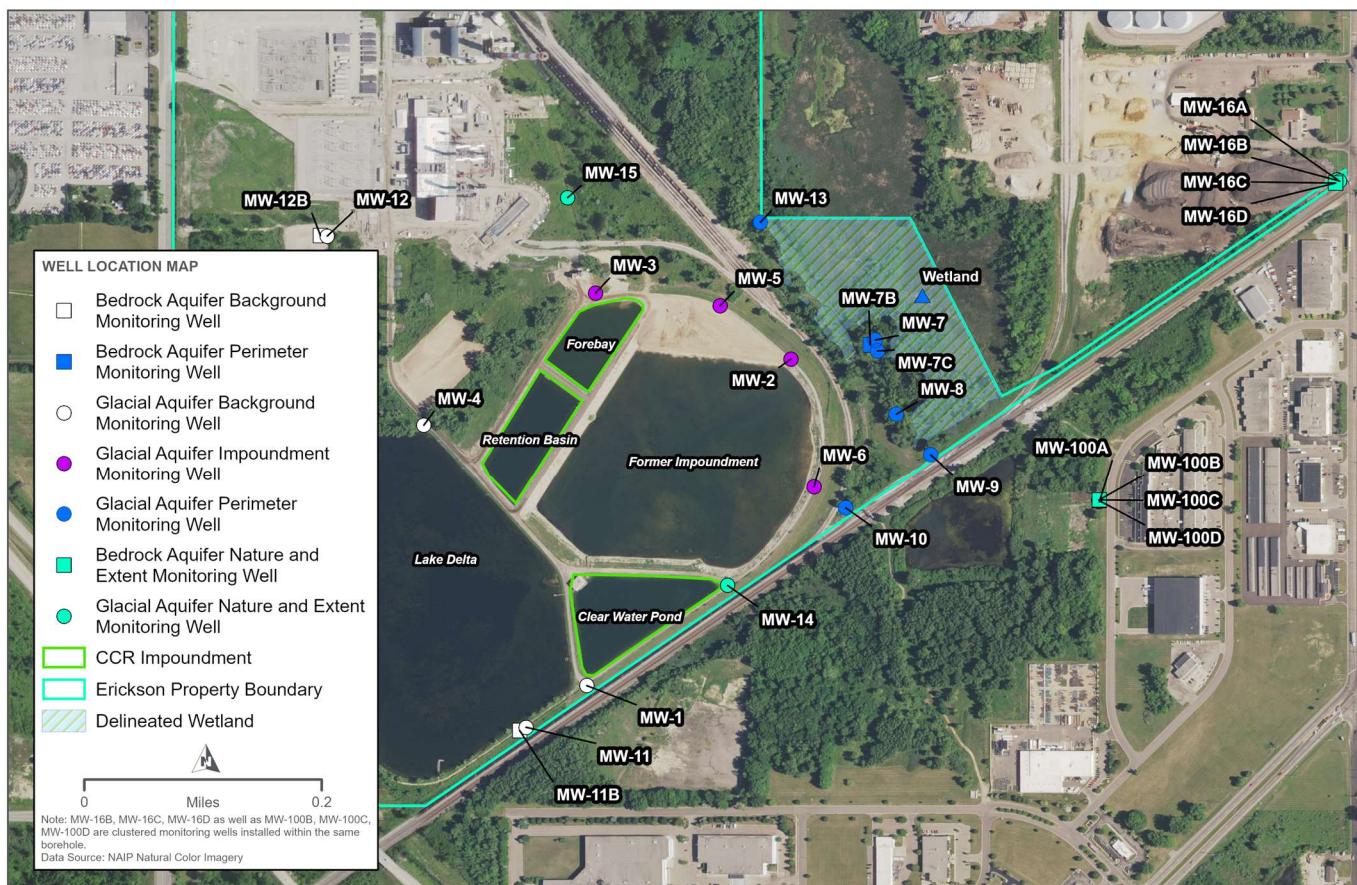 MW-16A
MW-16B
MW-16C
MW-16D
MW-15
MW-12B
MW-12
MW-13
MW-3
MW-5
Wetland
MW-7B
MW-7
MW-7C
Forebay
MW-2
MW-8
MW-4
Retention Basin
Former Impoundment
MW-6
MW-9
MW-100A
MW-100B
MW-100C
MW-100D
MW-10
Lake Delta
Clear Water Pond
MW-14
MW-1
MW-11
MW-11B
WELL LOCATION MAP
Bedrock Aquifer Background
Monitoring Well
Bedrock Aquifer Perimeter
Monitoring Well
Glacial Aquifer Background
Monitoring Well
Glacial Aquifer Impoundment
Monitoring Well
Glacial Aquifer Perimeter
Monitoring Well
Bedrock Aquifer Nature and
Extent Monitoring Well
Glacial Aquifer Nature and Extent
Monitoring Well
CCR Impoundment
Erickson Property Boundary
Delineated Wetland
N
0 Miles 0.2
Note: MW-16B, MW-16C, MW-16D as well as MW-100B, MW-100C,
MW-100D are clustered monitoring wells installed within the same
borehole.
Data Source: NAIP Natural Color Imagery